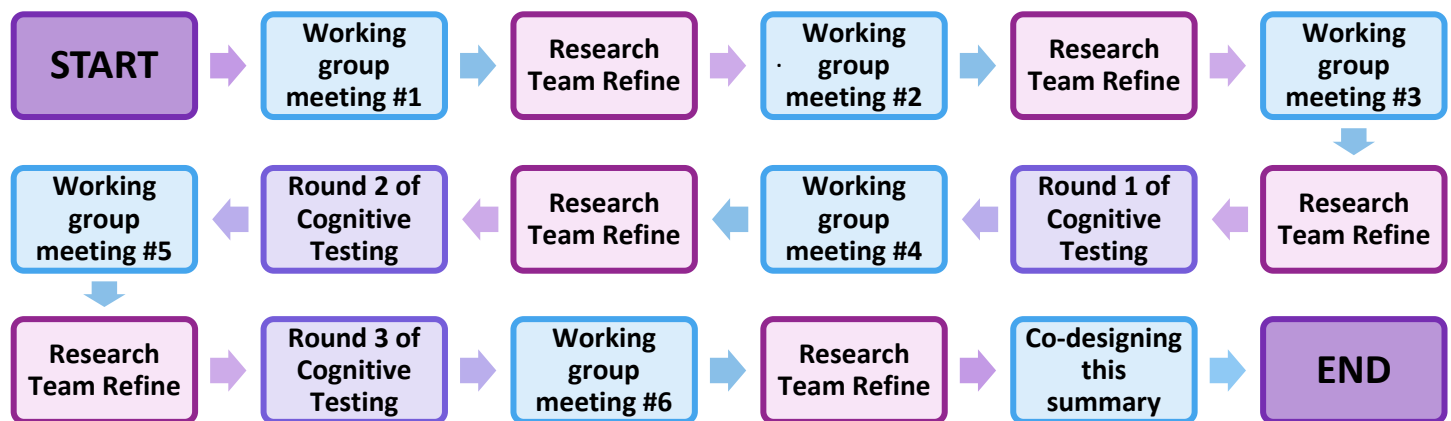 START
Working
group
meeting #1
Research
Team Refine
Working
group
meeting #2
Research
Team Refine
Working
group
meeting #3
Research
Team Refine
Round 1 of
Cognitive
Testing
Working
group
meeting #4
Research
Team Refine
Round 2 of
Cognitive
Testing
Working
group
meeting #5
Research
Team Refine
Round 3 of
Cognitive
Testing
Working
group
meeting #6
Research
Team Refine
Co-designing
this
summary
END